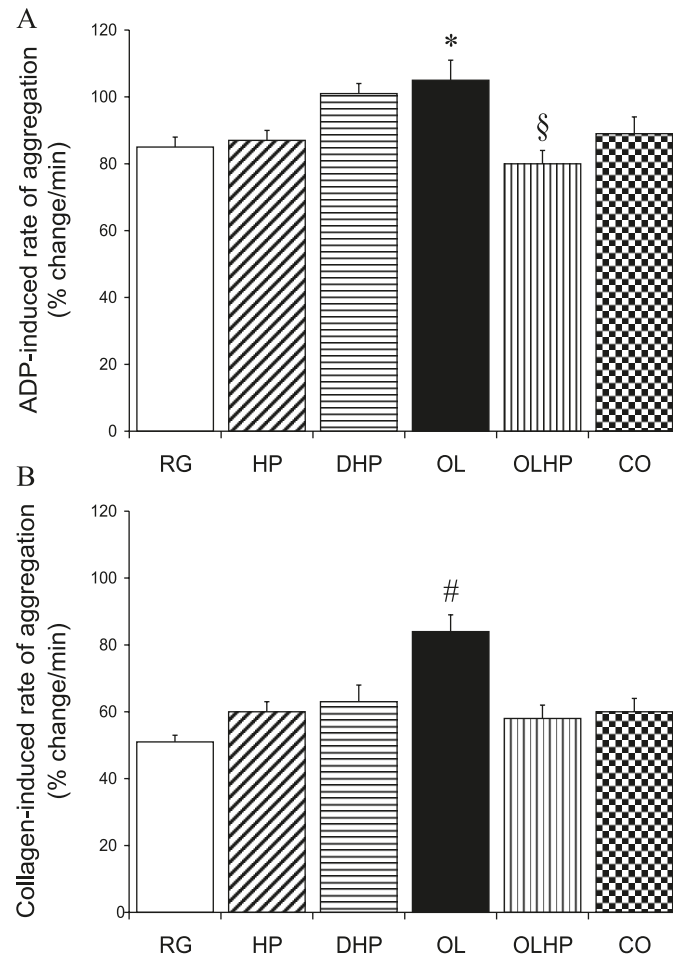 A
ADP-induced rate of aggregation
(% change/min)
120
100
80
60
40
20
0
*
§
RG HP DHP OL OLHP CO
B
Collagen-induced rate of aggregation
(% change/min)
120
100
80
60
40
20
0
#
RG HP DHP OL OLHP CO